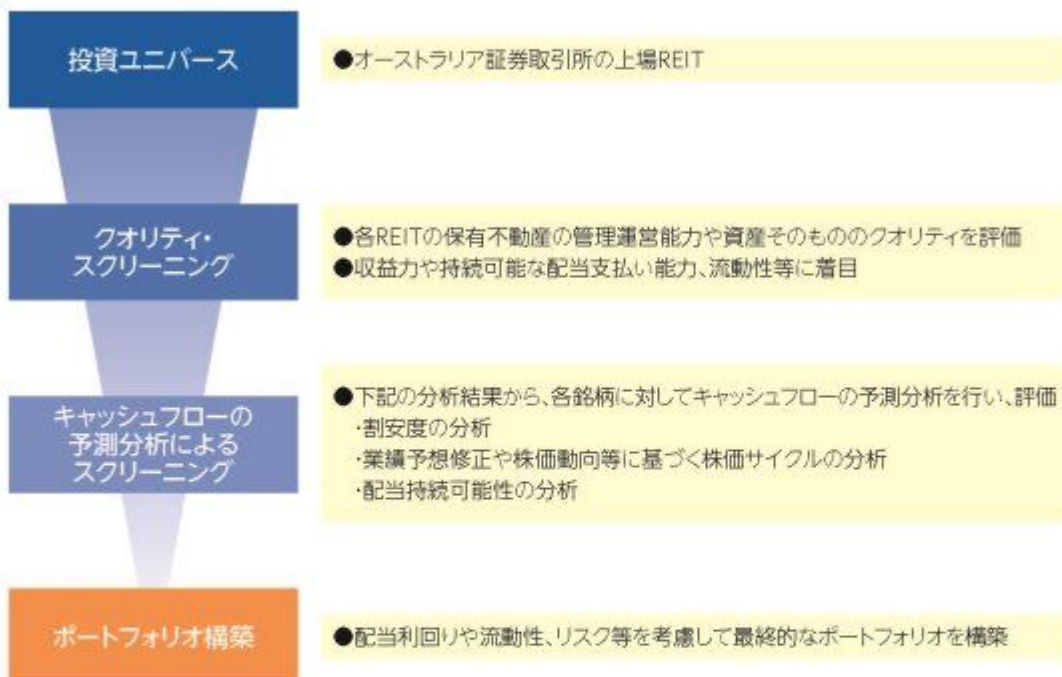 投資ユニバース
●オーストラリア証券取引所の上場REIT
クオリティ・
スクリーニング
●各REITの保有不動産の管理運営能力や資産そのもののクオリティを評価
●収益力や持続可能な配当支払い能力、流動性等に着目
キャッシュフローの
予測分析による
スクリーニング
●下記の分析結果から、各銘柄に対してキャッシュフローの予測分析を行い、評価
・割安度の分析
・業績予想修正や株価動向等に基づく株価サイクルの分析
・配当持続可能性の分析
ポートフォリオ構築
●配当利回りや流動性、リスク等を考慮して最終的なポートフォリオを構築